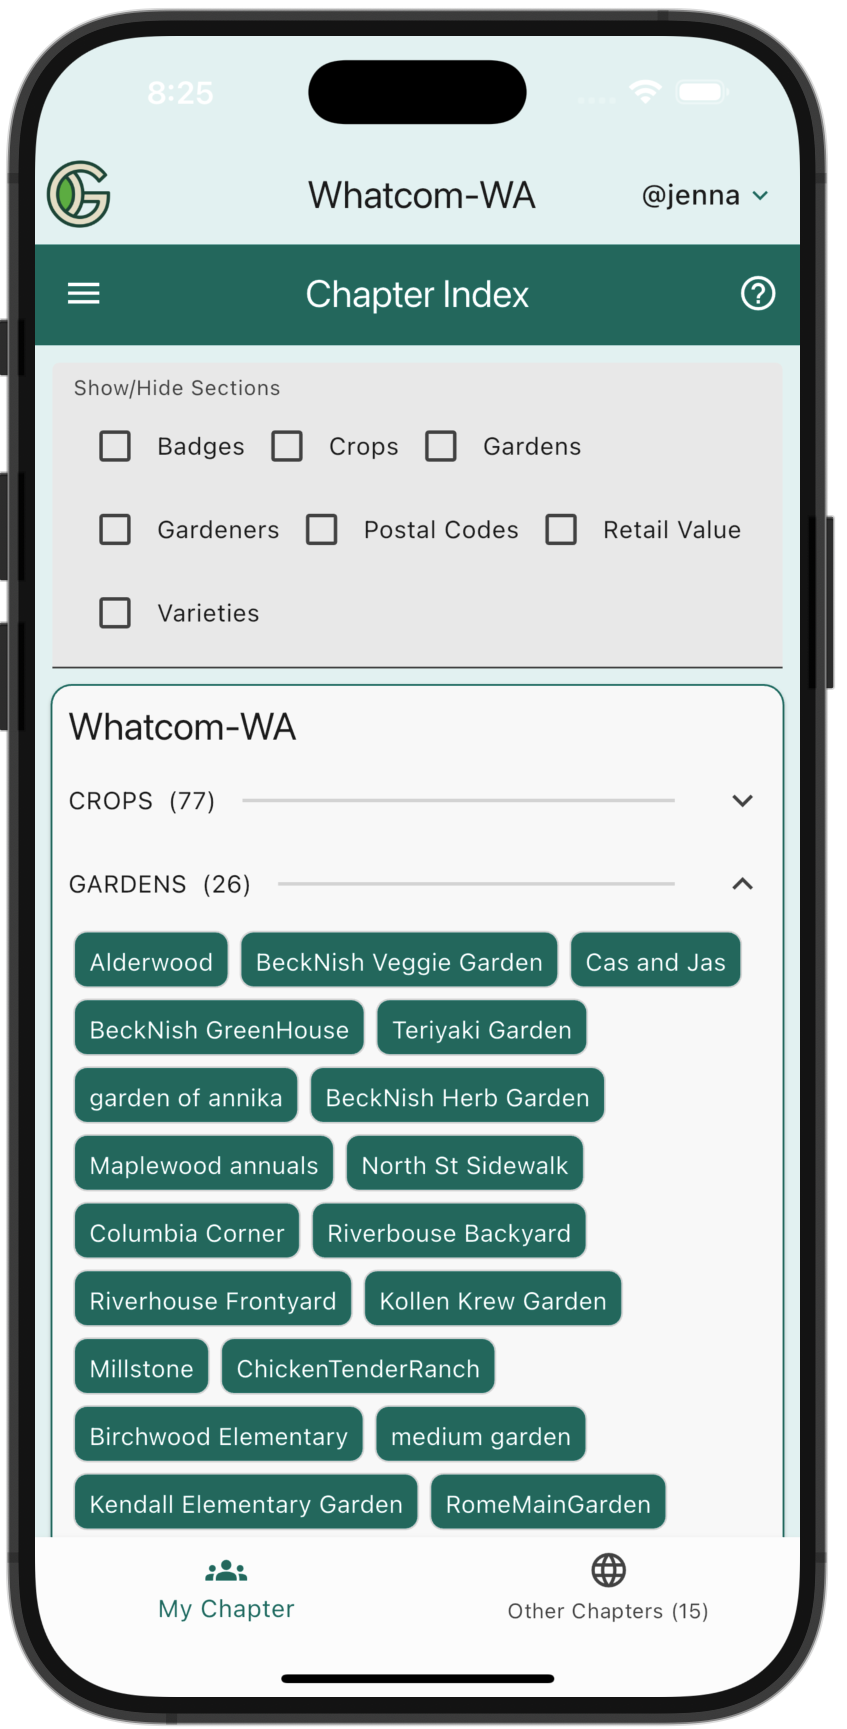 8:25
Whatcom-WA @jenna
Chapter Index
Show/Hide Sections
Badges Crops Gardens
Gardeners Postal Codes Retail Value
Varieties
Whatcom-WA
CROPS (77)
GARDENS (26)
Alderwood BeckNish Veggie Garden Cas and Jas
BeckNish GreenHouse Teriyaki Garden
garden of annika BeckNish Herb Garden
Maplewood annuals North St Sidewalk
Columbia Corner Riverbouse Backyard
Riverhouse Frontyard Kollen Krew Garden
Millstone ChickenTenderRanch
Birchwood Elementary medium garden
Kendall Elementary Garden RomeMainGarden
My Chapter Other Chapters (15)